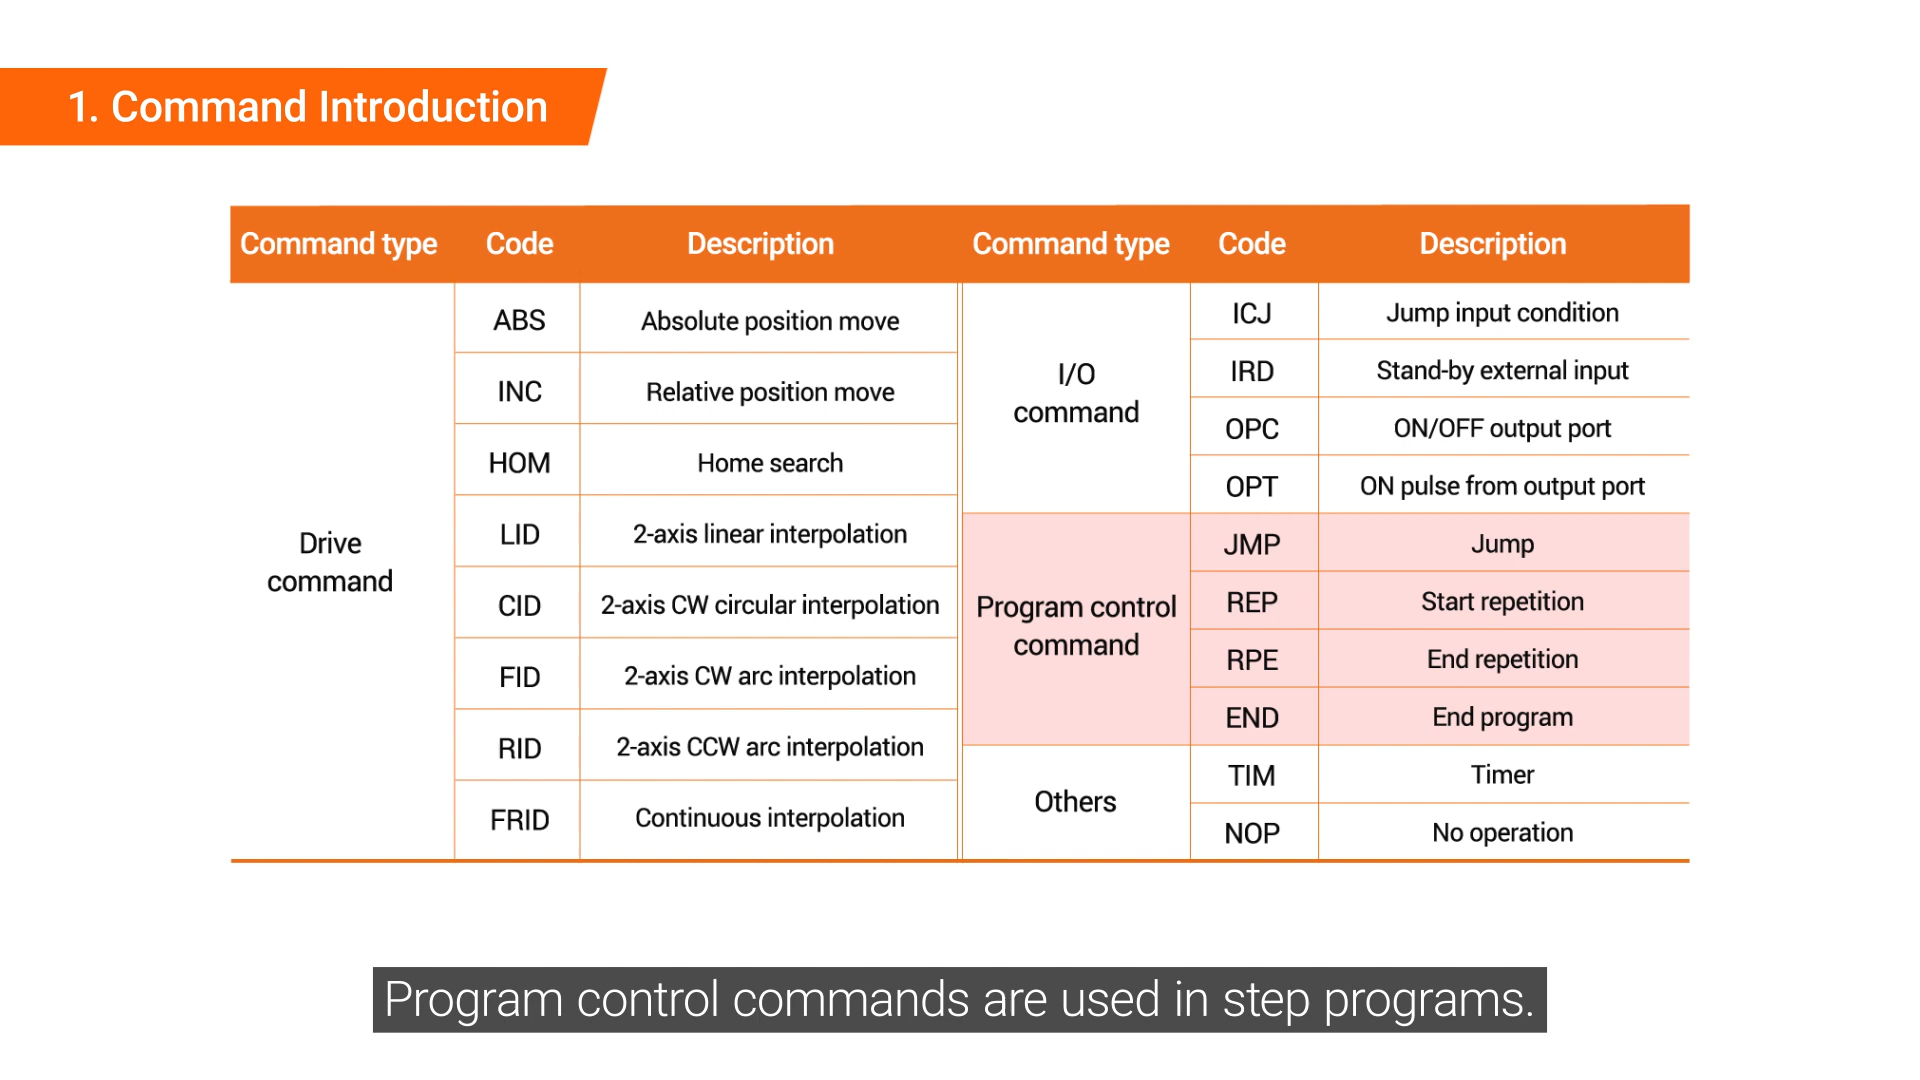 1. Command Introduction
Command type Code Description Command type Code Description
Drive
command
ABS Absolute position move
INC Relative position move
HOM Home search
LID 2-axis linear interpolation
CID 2-axis CW circular interpolation
FID 2-axis CW arc interpolation
RID 2-axis CCW arc interpolation
FRID Continuous interpolation
I/O
command
ICJ Jump input condition
IRD Stand-by external input
OPC ON/OFF output port
OPT ON pulse from output port
Program control
command
JMP Jump
REP Start repetition
RPE End repetition
END End program
Others
TIM Timer
NOP No operation
Program control commands are used in step programs.